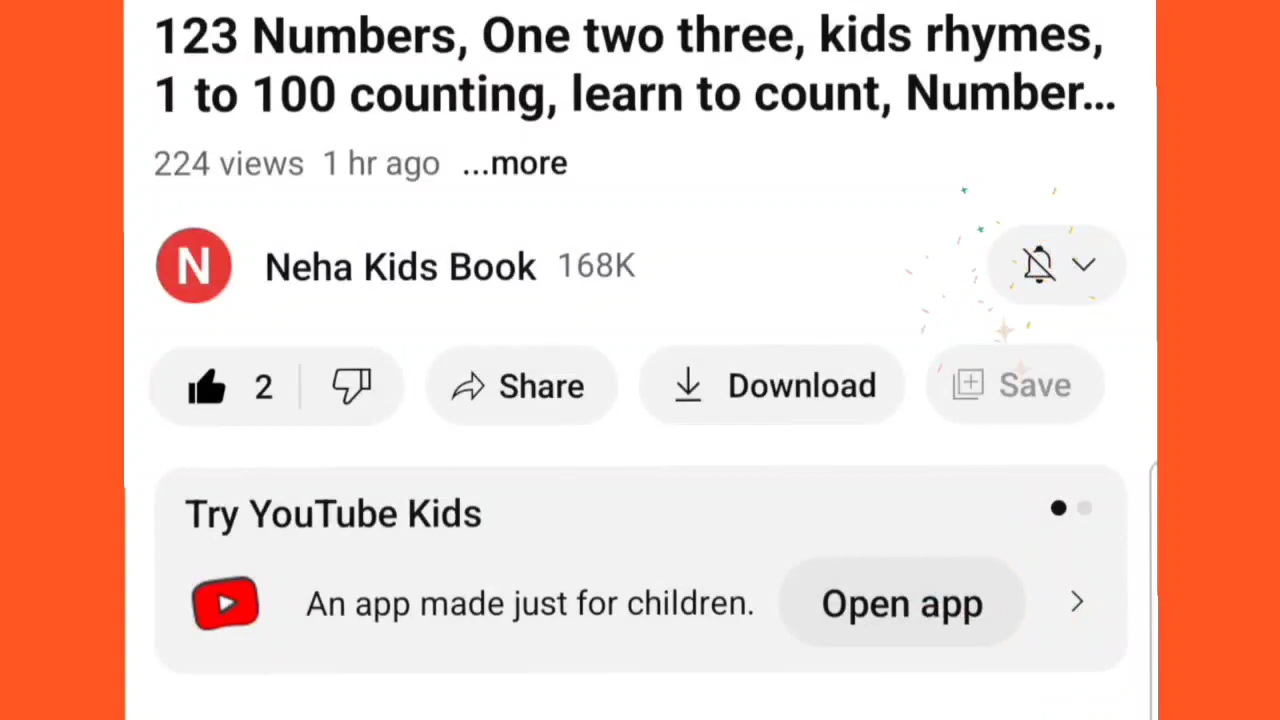 123 Numbers, One two three, kids rhymes,
1 to 100 counting, learn to count, Number...
224 views 1 hr ago ...more
N Neha Kids Book 168K
2 Share Download Save
Try YouTube Kids
An app made just for children. Open app